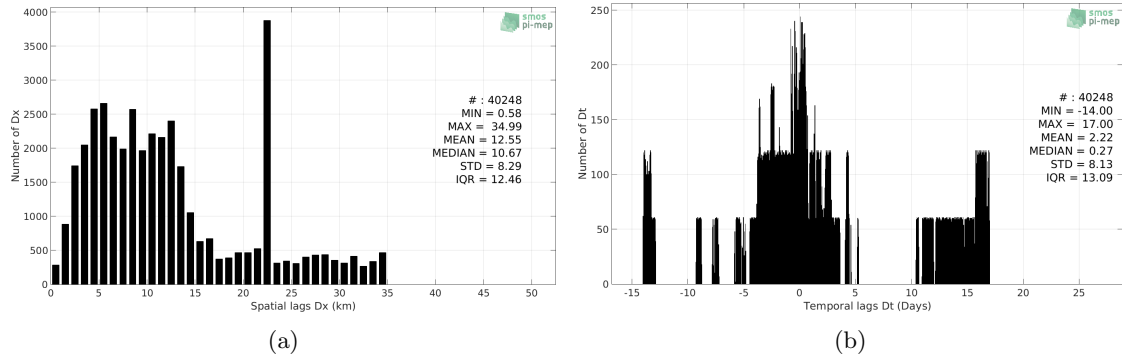 4000
3500
3000
2500
2000
1500
1000
500
0
Number of Dx
0 5 10 15 20 25 30 35 40 45 50
Spatial lags Dx (km)
smos
pi-mep
# : 40248
MIN = 0.58
MAX = 34.99
MEAN = 12.55
MEDIAN = 10.67
STD = 8.29
IQR = 12.46
(a)
250
200
150
100
50
0
Number of Dt
-15 -10 -5 0 5 10 15 20 25
Temporal lags Dt (Days)
smos
pi-mep
# : 40248
MIN = -14.00
MAX = 17.00
MEAN = 2.22
MEDIAN = 0.27
STD = 8.13
IQR = 13.09
(b)